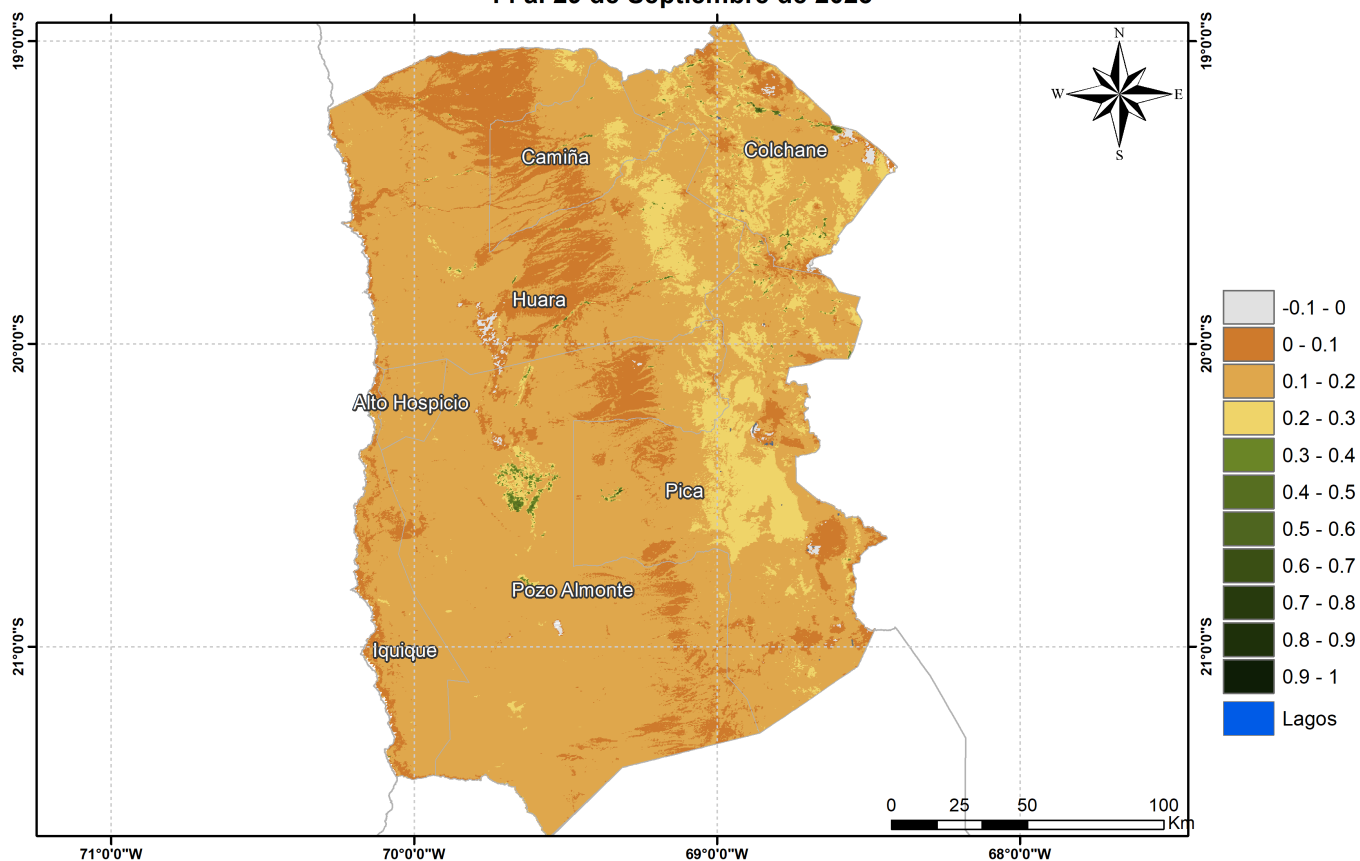 19°0'0"S
19°0'0"S
N
W
E
S
Camiña
Colchane
Huara
20°0'0"S
20°0'0"S
Alto Hospicio
Pica
Pozo Almonte
Iquique
21°0'0"S
21°0'0"S
-0.1 - 0
0 - 0.1
0.1 - 0.2
0.2 - 0.3
0.3 - 0.4
0.4 - 0.5
0.5 - 0.6
0.6 - 0.7
0.7 - 0.8
0.8 - 0.9
0.9 - 1
Lagos
0 25 50 100
Km
71°0'0"W 70°0'0"W 69°0'0"W 68°0'0"W